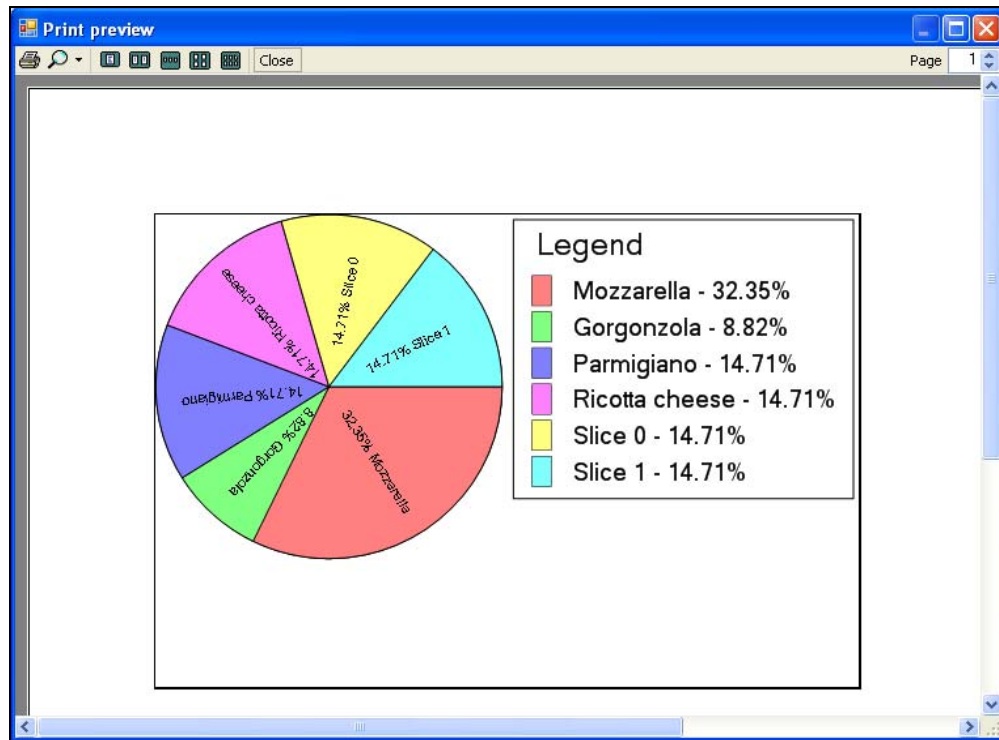 Print preview
Close
Page 1
14.71% Ricotta cheese
14.71% Slice 0
14.71% Slice 1
14.71% Parmigiano
8.82% Gorgonzola
32.35% Mozzarella
Legend
Mozzarella - 32.35%
Gorgonzola - 8.82%
Parmigiano - 14.71%
Ricotta cheese - 14.71%
Slice 0 - 14.71%
Slice 1 - 14.71%